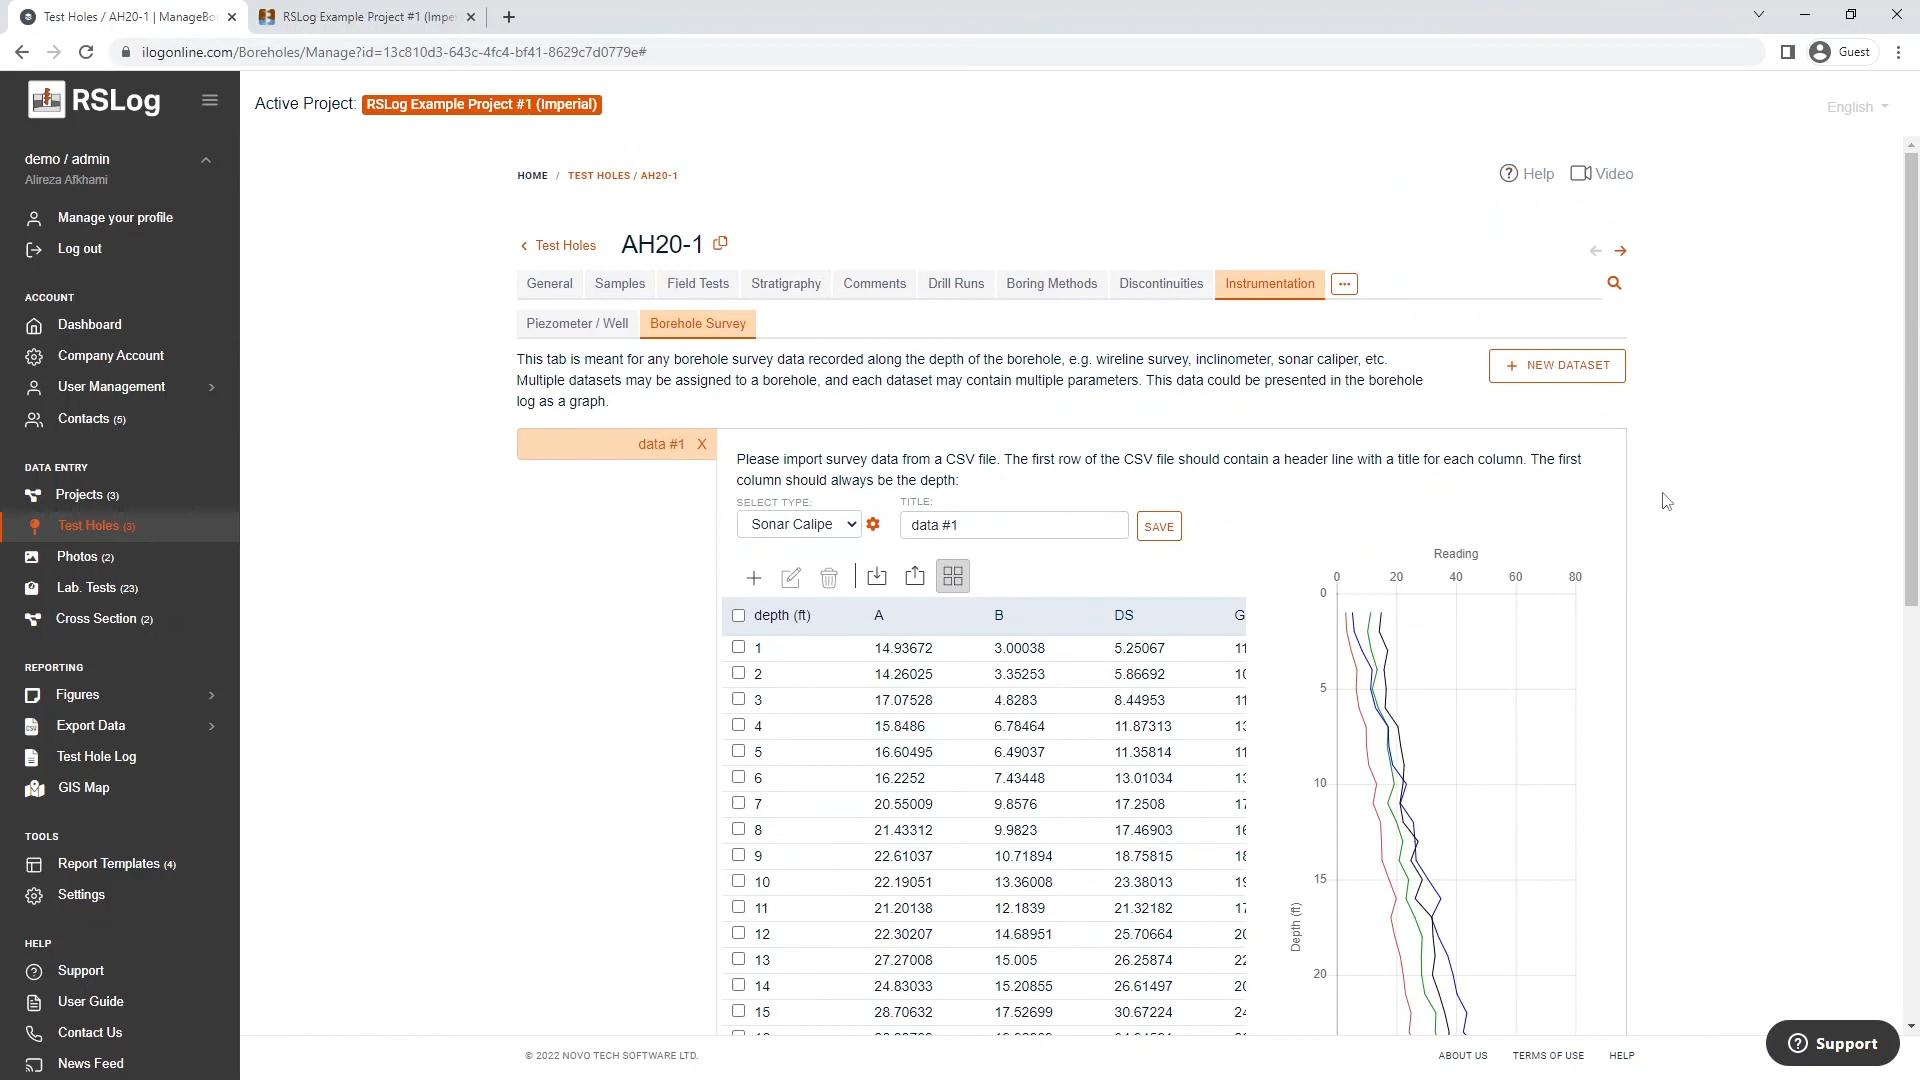 Test Holes / AH20-1 | ManageBo
RSLog Example Project #1 (Impe
ilogonline.com/Boreholes/Manage?id=13c810d3-643c-4fc4-bf41-8629c7d0779e#
Guest
RSLog
Active Project: RSLog Example Project #1 (Imperial)
English
demo / admin
Alireza Afkhami
Manage your profile
Log out
ACCOUNT
Dashboard
Company Account
User Management
Contacts (5)
DATA ENTRY
Projects (3)
Test Holes (3)
Photos (2)
Lab. Tests (23)
Cross Section (2)
REPORTING
Figures
Export Data
CSV
Test Hole Log
GIS Map
TOOLS
Report Templates (4)
Settings
HELP
Support
User Guide
Contact Us
News Feed
HOME / TEST HOLES / AH20-1
Help Video
Test Holes AH20-1
General Samples Field Tests Stratigraphy Comments Drill Runs Boring Methods Discontinuities Instrumentation ...
Piezometer / Well Borehole Survey
This tab is meant for any borehole survey data recorded along the depth of the borehole, e.g. wireline survey, inclinometer, sonar caliper, etc.
Multiple datasets may be assigned to a borehole, and each dataset may contain multiple parameters. This data could be presented in the borehole
log as a graph.
+ NEW DATASET
data #1 X
Please import survey data from a CSV file. The first row of the CSV file should contain a header line with a title for each column. The first
column should always be the depth:
SELECT TYPE: TITLE:
Sonar Calipe data #1 SAVE
depth (ft) A B DS G
1 14.93672 3.00038 5.25067 11
2 14.26025 3.35253 5.86692 10
3 17.07528 4.8283 8.44953 11
4 15.8486 6.78464 11.87313 13
5 16.60495 6.49037 11.35814 11
6 16.2252 7.43448 13.01034 13
7 20.55009 9.8576 17.2508 17
8 21.43312 9.9823 17.46903 16
9 22.61037 10.71894 18.75815 18
10 22.19051 13.36008 23.38013 19
11 21.20138 12.1839 21.32182 17
12 22.30207 14.68951 25.70664 20
13 27.27008 15.005 26.25874 22
14 24.83033 15.20855 26.61497 20
15 28.70632 17.52699 30.67224 24
Reading
0 20 40 60 80
0
5
10
15
20
Depth (ft)
© 2022 NOVO TECH SOFTWARE LTD.
ABOUT US TERMS OF USE HELP
Support